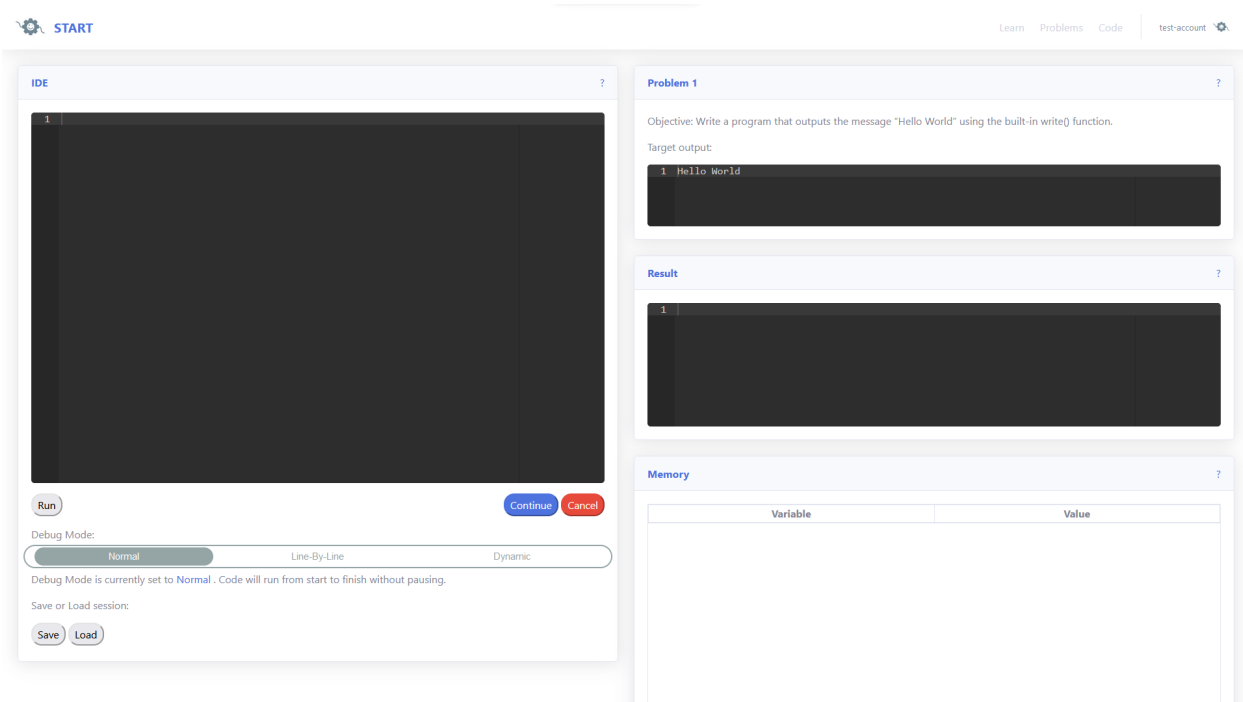 START
Learn Problems Code test-account
IDE ?
1
Run Continue Cancel
Debug Mode:
Normal Line-By-Line Dynamic
Debug Mode is currently set to Normal . Code will run from start to finish without pausing.
Save or Load session:
Save Load
Problem 1 ?
Objective: Write a program that outputs the message "Hello World" using the built-in write() function.
Target output:
1 Hello World
Result ?
1
Memory ?
Variable Value